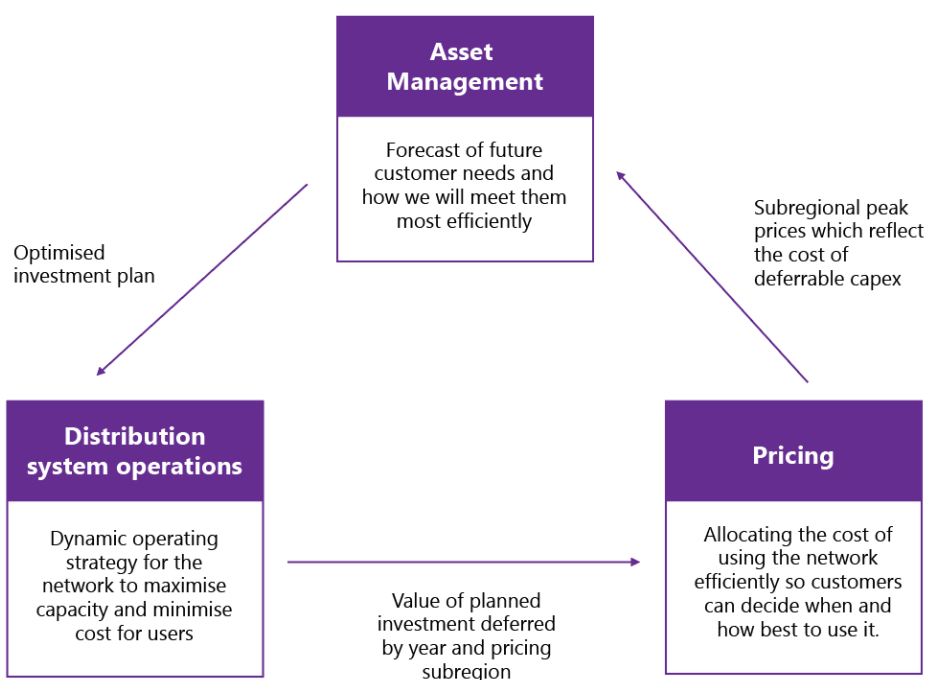 Asset
Management
Forecast of future
customer needs and
how we will meet them
most efficiently
Optimised
investment plan
Subregional peak
prices which reflect
the cost of
deferrable capex
Distribution
system operations
Dynamic operating
strategy for the
network to maximise
capacity and minimise
cost for users
Value of planned
investment deferred
by year and pricing
subregion
Pricing
Allocating the cost of
using the network
efficiently so customers
can decide when and
how best to use it.